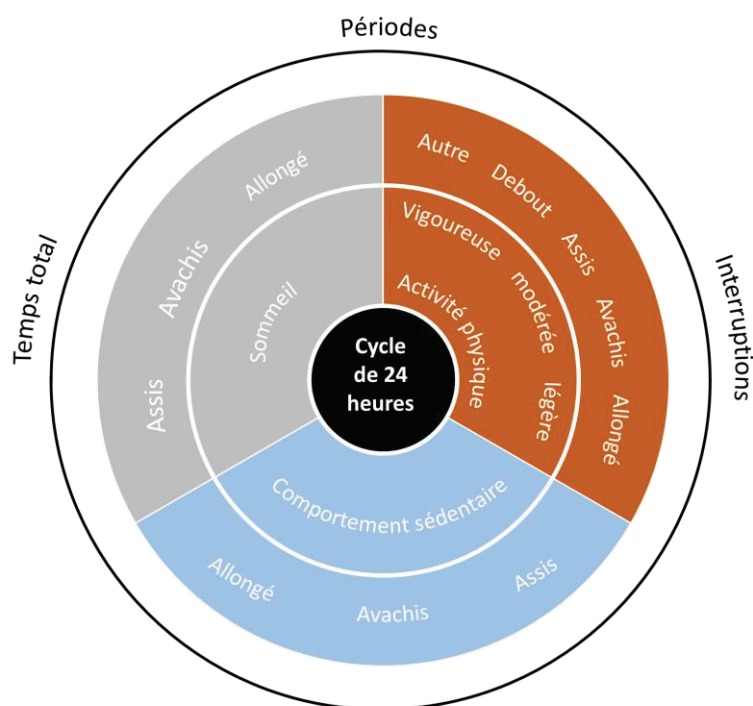 Périodes
Temps total
Interruptions
Cycle
de 24
heures
Activité physique
Vigoureuse
modérée
légère
Autre
Debout
Assis
Avachis
Allongé
Comportement sédentaire
Assis
Avachis
Allongé
Sommeil
Assis
Avachis
Allongé